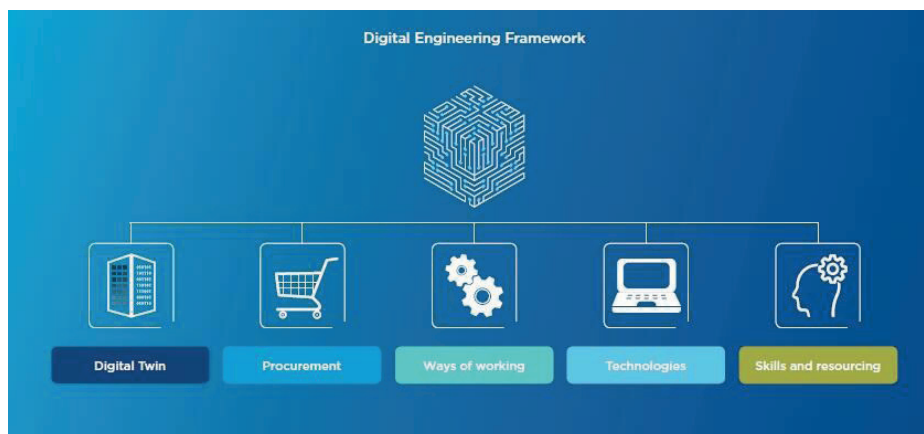 Digital Engineering Framework
Digital Twin
Procurement
Ways of working
Technologies
Skills and resourcing